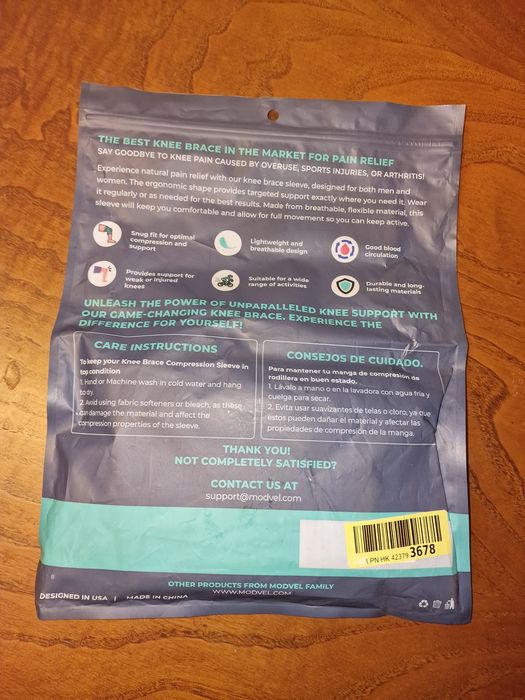 THE BEST KNEE BRACE IN THE MARKET FOR PAIN RELIEF
SAY GOODBYE TO KNEE PAIN CAUSED BY OVERUSE, SPORTS INJURIES, OR ARTHRITIS!
Experience natural pain relief with our knee brace sleeve, designed for both men and
women. The ergonomic shape provides targeted support exactly where you need it. Wear
it regularly or as needed for the best results. Made from breathable, flexible material, this
sleeve will keep you comfortable and allow for full movement so you can keep active.
Snug fit for optimal
compression and
support
Lightweight and
breathable design
Good blood
circulation
Provides support for
weak or injured
knees
Suitable for a wide
range of activities
Durable and long-
lasting materials
UNLEASH THE POWER OF UNPARALLELED KNEE SUPPORT WITH
OUR GAME-CHANGING KNEE BRACE. EXPERIENCE THE
DIFFERENCE FOR YOURSELF!
CARE INSTRUCTIONS
To keep your Knee Brace Compression Sleeve in
top condition
1. Hand or Machine wash in cold water and hang
to dry.
2. Avoid using fabric softeners or bleach, as these
can damage the material and affect the
compression properties of the sleeve.
CONSEJOS DE CUIDADO.
Para mantener tu manga de compresión de
rodillera en buen estado.
1. Lávalo a mano o en la lavadora con agua fría y
cuelga para secar.
2. Evita usar suavizantes de telas o cloro, ya que
estos pueden dañar el material y afectar las
propiedades de compresión de la manga.
THANK YOU!
NOT COMPLETELY SATISFIED?
CONTACT US AT
support@modvel.com
LPN HK 42379 3678
OTHER PRODUCTS FROM MODVEL FAMILY
WWW.MODVEL.COM
DESIGNED IN USA | MADE IN CHINA